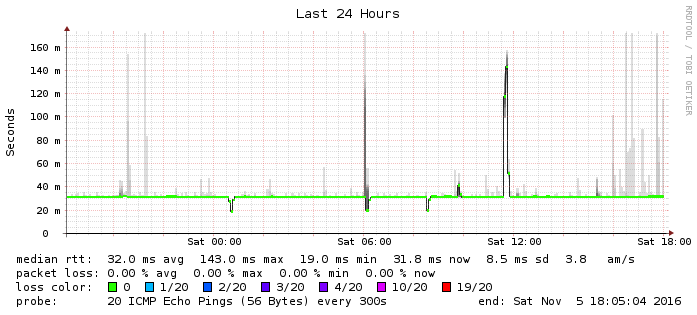 Last 24 Hours
RRDTOOL / TOBI OETIKER
Seconds
160 m
140 m
120 m
100 m
80 m
60 m
40 m
20 m
0
Sat 00:00 Sat 06:00 Sat 12:00 Sat 18:00
median rtt: 32.0 ms avg 143.0 ms max 19.0 ms min 31.8 ms now 8.5 ms sd 3.8 am/s
packet loss: 0.00 % avg 0.00 % max 0.00 % min 0.00 % now
loss color: 0 1/20 2/20 3/20 4/20 10/20 19/20
probe: 20 ICMP Echo Pings (56 Bytes) every 300s end: Sat Nov 5 18:05:04 2016